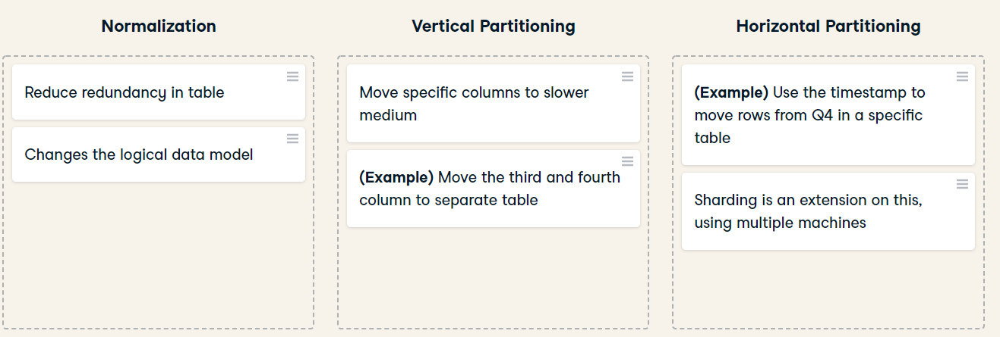 Normalization
Reduce redundancy in table
Changes the logical data model
Vertical Partitioning
Move specific columns to slower
medium
(Example) Move the third and fourth
column to separate table
Horizontal Partitioning
(Example) Use the timestamp to
move rows from Q4 in a specific
table
Sharding is an extension on this,
using multiple machines